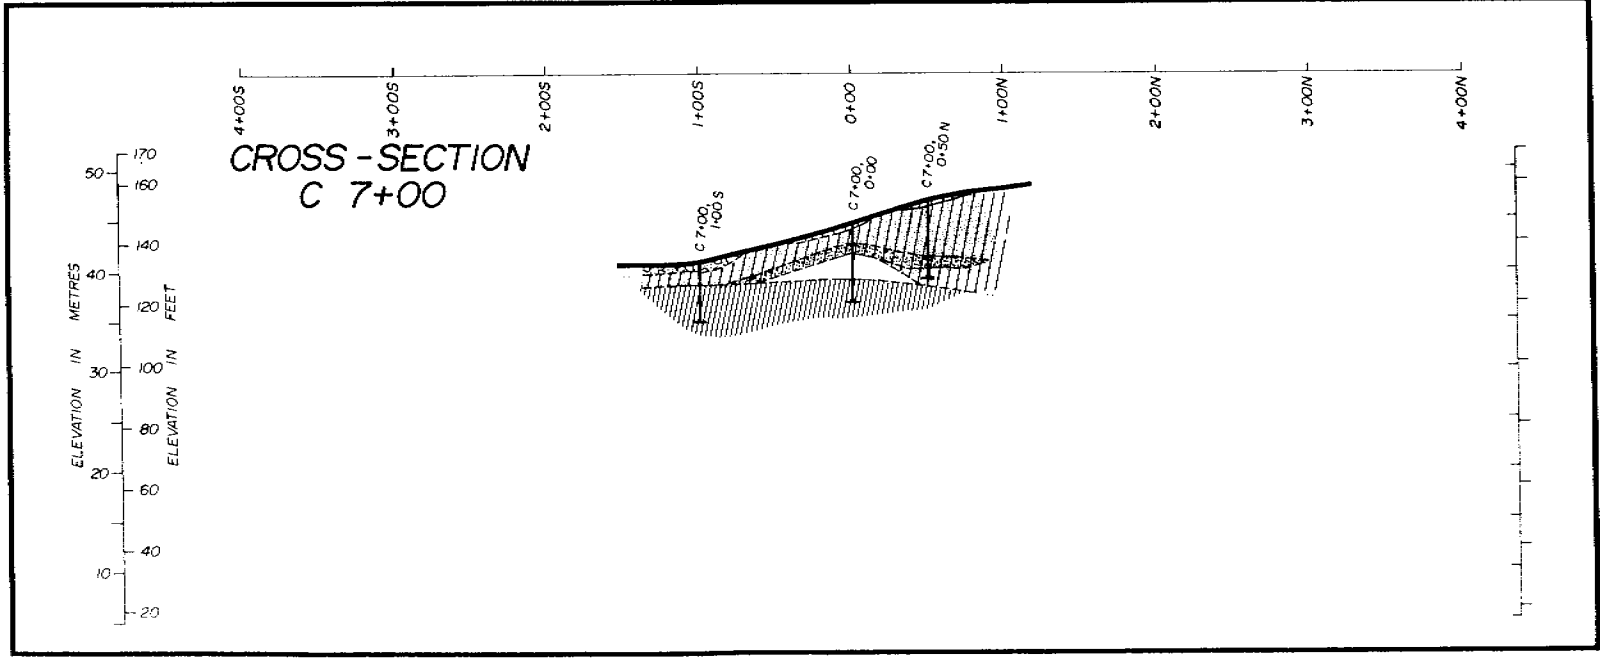 4+00S
3+00S
2+00S
1+00S
0+00
1+00N
2+00N
3+00N
4+00N
CROSS-SECTION
C 7+00
C 7+00,
1+00 S
C 7+00,
0+00
C 7+00,
0+50 N
50
40
30
20
10
ELEVATION IN METRES
170
160
140
120
100
80
60
40
20
ELEVATION IN FEET